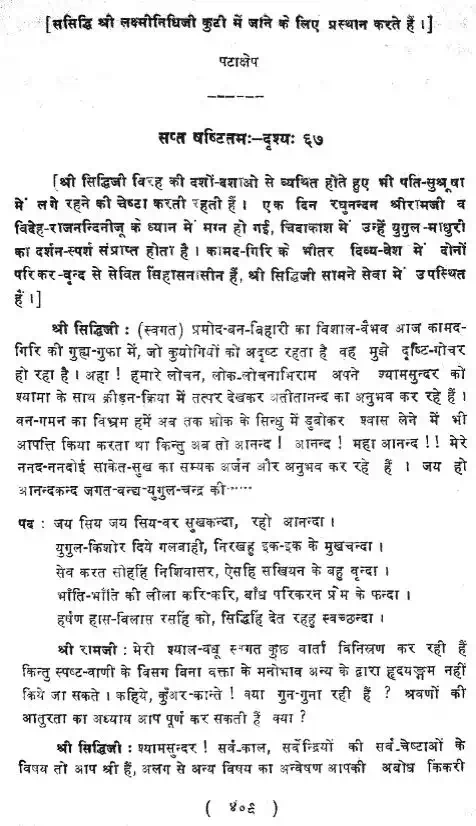 [ससिद्धि श्री लक्ष्मीनिधिजी कुटी में जाने के लिए प्रस्थान करते हैं।]
पटाक्षेप
सप्त षष्टितमः—दृश्यः ६७
[श्री सिद्धिजी विरह की दशों-दशाओं से व्यथित होते हुए भी पति-सुश्रूषा
में लगे रहने की चेष्टा करती रहती हैं। एक दिन रघुनन्दन श्रीरामजी व
विदेह-राजनन्दिनीजू के ध्यान में मग्न हो गई, चिदाकाश में उन्हें युगुल-माधुरी
का दर्शन-स्पर्श संप्राप्त होता है। कामद-गिरि के भीतर दिव्य-वेश में दोनों
परिकर-वृन्द से सेवित सिंहासनासीन हैं, श्री सिद्धिजी सामने सेवा में उपस्थित
हैं।]
श्री सिद्धिजी : (स्वगत) प्रमोद-बन-बिहारी का विशाल-वैभव आज कामद-
गिरि की गुह्य-गुफा में, जो कुयोगियों को अदृष्ट रहता है वह मुझे दृष्टि-गोचर
हो रहा है। अहा ! हमारे लोचन, लोक-लोचनाभिराम अपने श्यामसुन्दर को
श्यामा के साथ क्रीड़न-क्रिया में तत्पर देखकर अतीतानन्द का अनुभव कर रहे हैं।
बन-गमन का विभ्रम हमें अब तक शोक के सिन्धु में डुबोकर श्वास लेने में भी
आपत्ति किया करता था किन्तु अब तो आनन्द ! आनन्द ! महा आनन्द !! मेरे
ननद-ननदोई साकेत-सुख का सम्यक अर्जन और अनुभव कर रहे हैं । जय हो
आनन्दकन्द जगत-वन्द्य-युगुल-चन्द्र की······
पद : जय सिय जय सिय-वर सुखकन्दा, रहो आनन्दा।
युगुल-किशोर दिये गलवाही, निरखहु इक-इक के मुखचन्दा।
सेव करत सोहहिं निशिवासर, ऐसहि सखियन के बहु वृन्दा।
भाँति-भाँति की लीला करि-करि, बाँध परिकरन प्रेम के फन्दा।
हर्षण हास-विलास रसहिं को, सिद्धिहिं देत रहहु स्वच्छन्दा।
श्री रामजी : मेरी श्याल-वधू स्वगत कुछ वार्ता विनिस्रण कर रही हैं
किन्तु स्पष्ट-वाणी के विसर्ग बिना वक्ता के मनोभाव अन्य के द्वारा हृदयङ्गम नहीं
किये जा सकते। कहिये, कुँअर-कान्ते ! क्या गुन-गुना रही हैं ? श्रवणों की
आतुरता का अध्याय आप पूर्ण कर सकती हैं क्या ?
श्री सिद्धिजी : श्यामसुन्दर ! सर्व-काल, सर्वेन्द्रियों की सर्व-चेष्टाओं के
विषय तो आप श्री हैं, अलग से अन्य विषय का अन्वेषण आपकी अबोध किंकरी
( ४०६ )